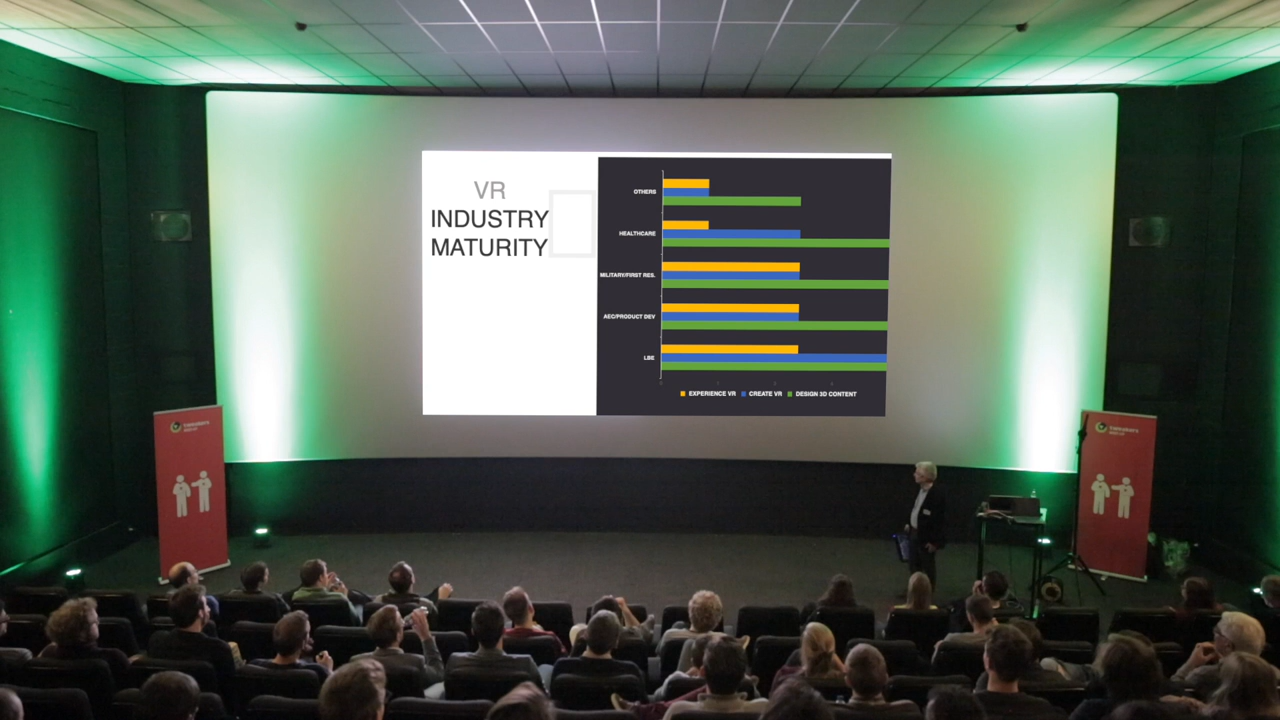 VR
INDUSTRY
MATURITY
OTHERS
HEALTHCARE
MILITARY/FIRST RES.
AEC/PRODUCT DEV
LBE
EXPERIENCE VR CREATE VR DESIGN 3D CONTENT